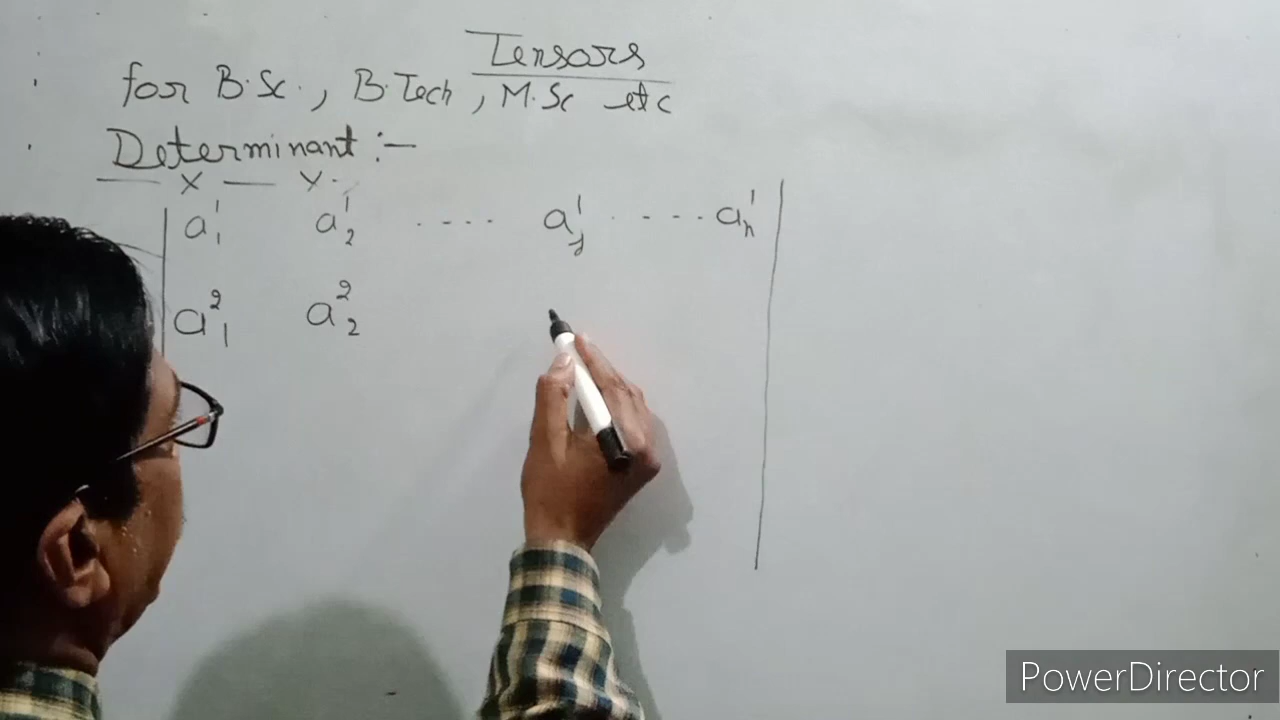 Tensors
for B.Sc., B.Tech, M.Sc etc
Determinant :-
— x — x -
a¹₁ a¹₂ ---- a¹ⱼ ---- a¹ₙ
a²₁ a²₂
PowerDirector